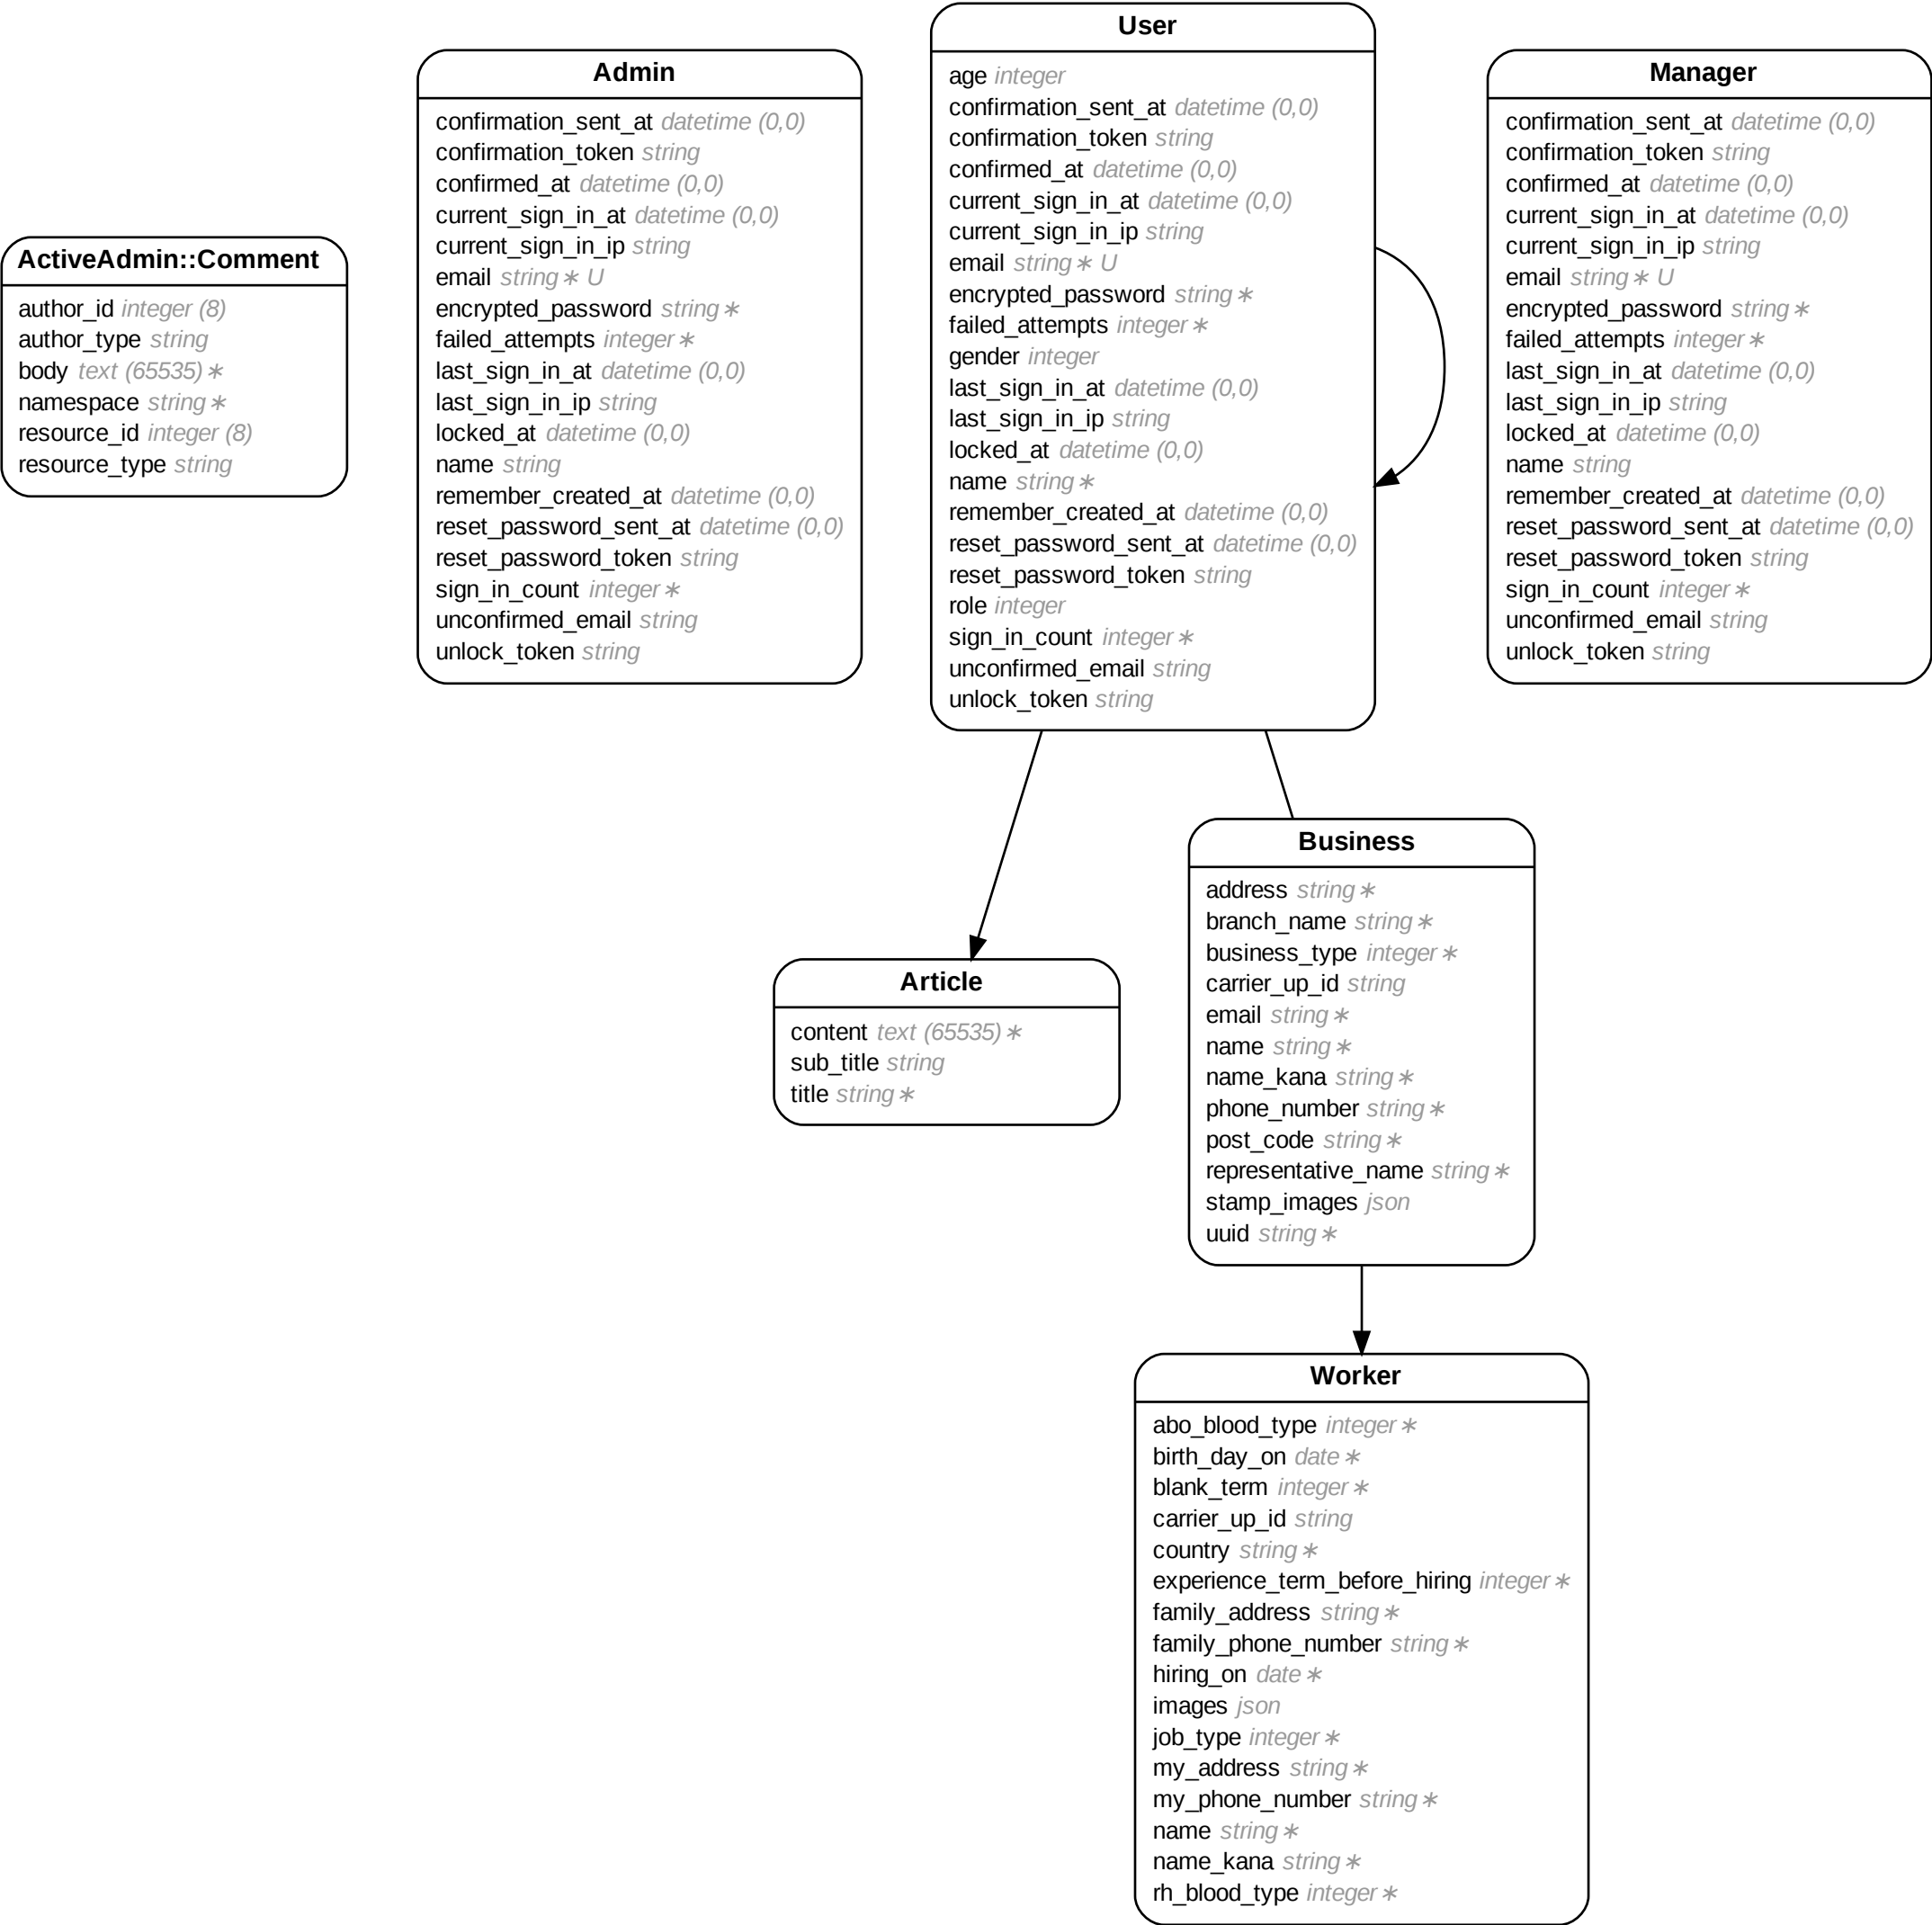 ActiveAdmin::Comment
author_id integer (8)
author_type string
body text (65535) ∗
namespace string ∗
resource_id integer (8)
resource_type string
Admin
confirmation_sent_at datetime (0,0)
confirmation_token string
confirmed_at datetime (0,0)
current_sign_in_at datetime (0,0)
current_sign_in_ip string
email string ∗ U
encrypted_password string ∗
failed_attempts integer ∗
last_sign_in_at datetime (0,0)
last_sign_in_ip string
locked_at datetime (0,0)
name string
remember_created_at datetime (0,0)
reset_password_sent_at datetime (0,0)
reset_password_token string
sign_in_count integer ∗
unconfirmed_email string
unlock_token string
User
age integer
confirmation_sent_at datetime (0,0)
confirmation_token string
confirmed_at datetime (0,0)
current_sign_in_at datetime (0,0)
current_sign_in_ip string
email string ∗ U
encrypted_password string ∗
failed_attempts integer ∗
gender integer
last_sign_in_at datetime (0,0)
last_sign_in_ip string
locked_at datetime (0,0)
name string ∗
remember_created_at datetime (0,0)
reset_password_sent_at datetime (0,0)
reset_password_token string
role integer
sign_in_count integer ∗
unconfirmed_email string
unlock_token string
Manager
confirmation_sent_at datetime (0,0)
confirmation_token string
confirmed_at datetime (0,0)
current_sign_in_at datetime (0,0)
current_sign_in_ip string
email string ∗ U
encrypted_password string ∗
failed_attempts integer ∗
last_sign_in_at datetime (0,0)
last_sign_in_ip string
locked_at datetime (0,0)
name string
remember_created_at datetime (0,0)
reset_password_sent_at datetime (0,0)
reset_password_token string
sign_in_count integer ∗
unconfirmed_email string
unlock_token string
Article
content text (65535) ∗
sub_title string
title string ∗
Business
address string ∗
branch_name string ∗
business_type integer ∗
carrier_up_id string
email string ∗
name string ∗
name_kana string ∗
phone_number string ∗
post_code string ∗
representative_name string ∗
stamp_images json
uuid string ∗
Worker
abo_blood_type integer ∗
birth_day_on date ∗
blank_term integer ∗
carrier_up_id string
country string ∗
experience_term_before_hiring integer ∗
family_address string ∗
family_phone_number string ∗
hiring_on date ∗
images json
job_type integer ∗
my_address string ∗
my_phone_number string ∗
name string ∗
name_kana string ∗
rh_blood_type integer ∗